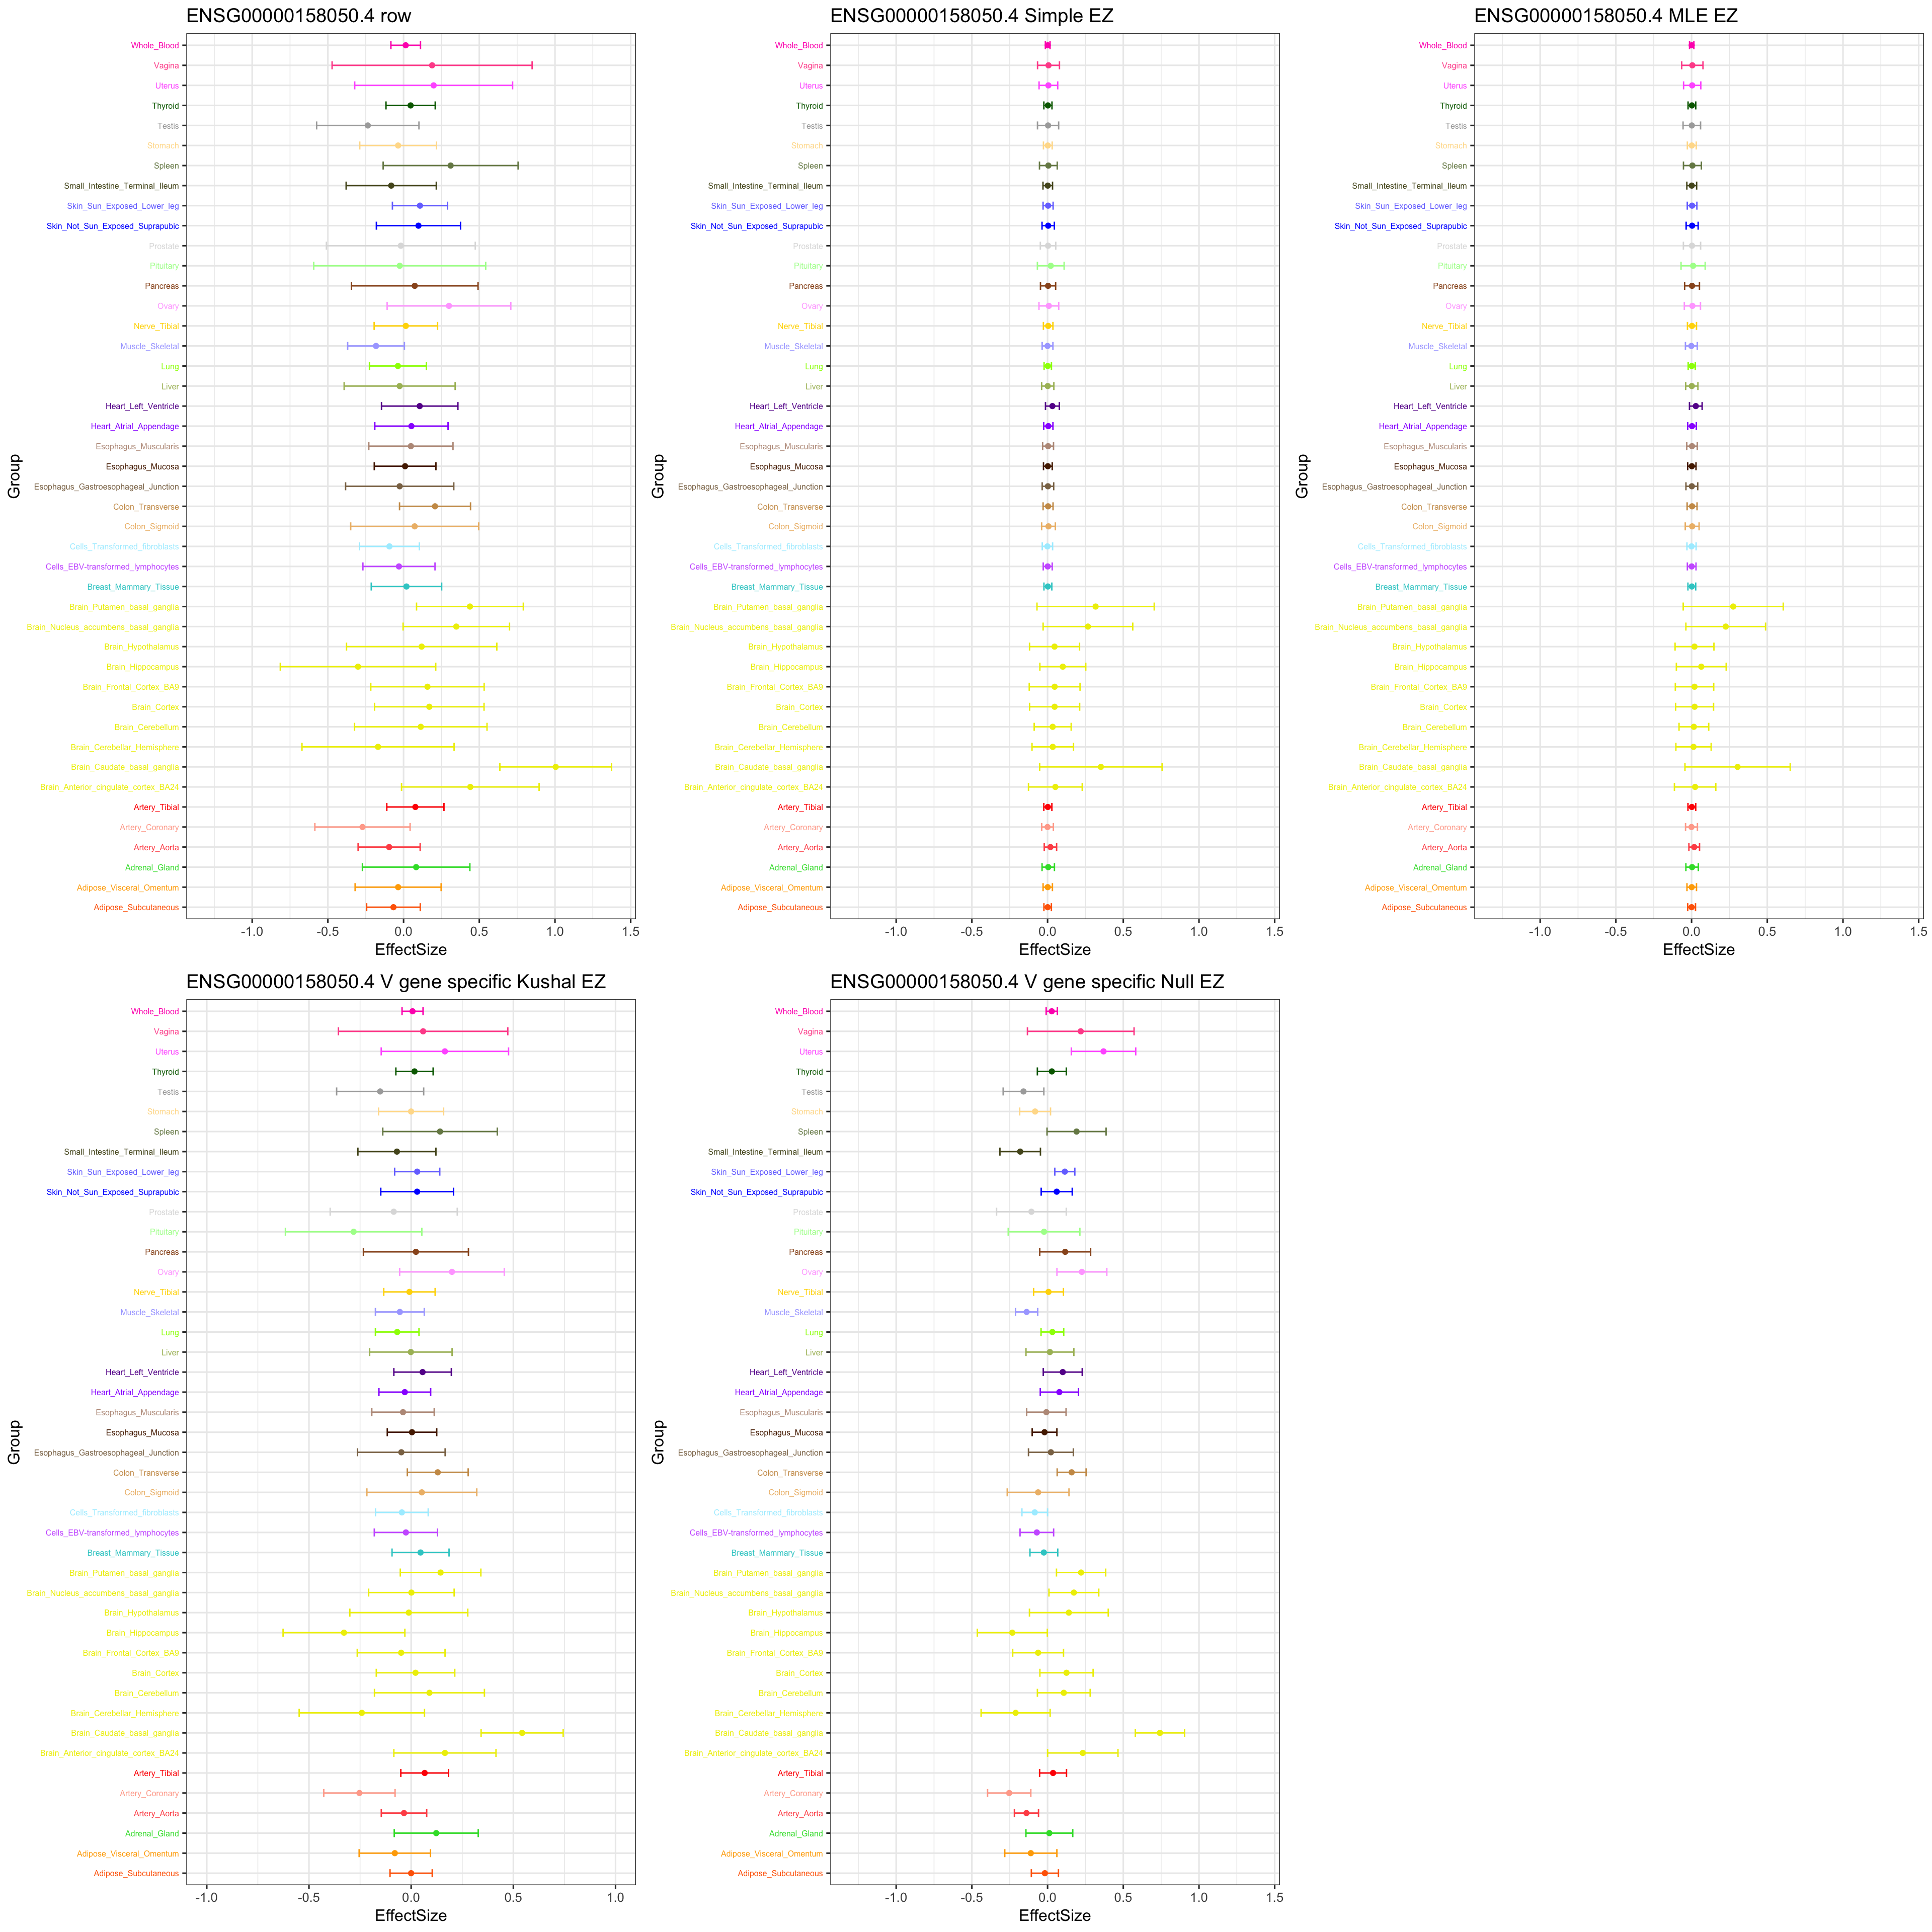 ENSG00000158050.4 row
Group
Whole_Blood
Vagina
Uterus
Thyroid
Testis
Stomach
Spleen
Small_Intestine_Terminal_Ileum
Skin_Sun_Exposed_Lower_leg
Skin_Not_Sun_Exposed_Suprapubic
Prostate
Pituitary
Pancreas
Ovary
Nerve_Tibial
Muscle_Skeletal
Lung
Liver
Heart_Left_Ventricle
Heart_Atrial_Appendage
Esophagus_Muscularis
Esophagus_Mucosa
Esophagus_Gastroesophageal_Junction
Colon_Transverse
Colon_Sigmoid
Cells_Transformed_fibroblasts
Cells_EBV-transformed_lymphocytes
Breast_Mammary_Tissue
Brain_Putamen_basal_ganglia
Brain_Nucleus_accumbens_basal_ganglia
Brain_Hypothalamus
Brain_Hippocampus
Brain_Frontal_Cortex_BA9
Brain_Cortex
Brain_Cerebellum
Brain_Cerebellar_Hemisphere
Brain_Caudate_basal_ganglia
Brain_Anterior_cingulate_cortex_BA24
Artery_Tibial
Artery_Coronary
Artery_Aorta
Adrenal_Gland
Adipose_Visceral_Omentum
Adipose_Subcutaneous
-1.0 -0.5 0.0 0.5 1.0 1.5
EffectSize
ENSG00000158050.4 Simple EZ
Group
Whole_Blood
Vagina
Uterus
Thyroid
Testis
Stomach
Spleen
Small_Intestine_Terminal_Ileum
Skin_Sun_Exposed_Lower_leg
Skin_Not_Sun_Exposed_Suprapubic
Prostate
Pituitary
Pancreas
Ovary
Nerve_Tibial
Muscle_Skeletal
Lung
Liver
Heart_Left_Ventricle
Heart_Atrial_Appendage
Esophagus_Muscularis
Esophagus_Mucosa
Esophagus_Gastroesophageal_Junction
Colon_Transverse
Colon_Sigmoid
Cells_Transformed_fibroblasts
Cells_EBV-transformed_lymphocytes
Breast_Mammary_Tissue
Brain_Putamen_basal_ganglia
Brain_Nucleus_accumbens_basal_ganglia
Brain_Hypothalamus
Brain_Hippocampus
Brain_Frontal_Cortex_BA9
Brain_Cortex
Brain_Cerebellum
Brain_Cerebellar_Hemisphere
Brain_Caudate_basal_ganglia
Brain_Anterior_cingulate_cortex_BA24
Artery_Tibial
Artery_Coronary
Artery_Aorta
Adrenal_Gland
Adipose_Visceral_Omentum
Adipose_Subcutaneous
-1.0 -0.5 0.0 0.5 1.0 1.5
EffectSize
ENSG00000158050.4 MLE EZ
Group
Whole_Blood
Vagina
Uterus
Thyroid
Testis
Stomach
Spleen
Small_Intestine_Terminal_Ileum
Skin_Sun_Exposed_Lower_leg
Skin_Not_Sun_Exposed_Suprapubic
Prostate
Pituitary
Pancreas
Ovary
Nerve_Tibial
Muscle_Skeletal
Lung
Liver
Heart_Left_Ventricle
Heart_Atrial_Appendage
Esophagus_Muscularis
Esophagus_Mucosa
Esophagus_Gastroesophageal_Junction
Colon_Transverse
Colon_Sigmoid
Cells_Transformed_fibroblasts
Cells_EBV-transformed_lymphocytes
Breast_Mammary_Tissue
Brain_Putamen_basal_ganglia
Brain_Nucleus_accumbens_basal_ganglia
Brain_Hypothalamus
Brain_Hippocampus
Brain_Frontal_Cortex_BA9
Brain_Cortex
Brain_Cerebellum
Brain_Cerebellar_Hemisphere
Brain_Caudate_basal_ganglia
Brain_Anterior_cingulate_cortex_BA24
Artery_Tibial
Artery_Coronary
Artery_Aorta
Adrenal_Gland
Adipose_Visceral_Omentum
Adipose_Subcutaneous
-1.0 -0.5 0.0 0.5 1.0 1.5
EffectSize
ENSG00000158050.4 V gene specific Kushal EZ
Group
Whole_Blood
Vagina
Uterus
Thyroid
Testis
Stomach
Spleen
Small_Intestine_Terminal_Ileum
Skin_Sun_Exposed_Lower_leg
Skin_Not_Sun_Exposed_Suprapubic
Prostate
Pituitary
Pancreas
Ovary
Nerve_Tibial
Muscle_Skeletal
Lung
Liver
Heart_Left_Ventricle
Heart_Atrial_Appendage
Esophagus_Muscularis
Esophagus_Mucosa
Esophagus_Gastroesophageal_Junction
Colon_Transverse
Colon_Sigmoid
Cells_Transformed_fibroblasts
Cells_EBV-transformed_lymphocytes
Breast_Mammary_Tissue
Brain_Putamen_basal_ganglia
Brain_Nucleus_accumbens_basal_ganglia
Brain_Hypothalamus
Brain_Hippocampus
Brain_Frontal_Cortex_BA9
Brain_Cortex
Brain_Cerebellum
Brain_Cerebellar_Hemisphere
Brain_Caudate_basal_ganglia
Brain_Anterior_cingulate_cortex_BA24
Artery_Tibial
Artery_Coronary
Artery_Aorta
Adrenal_Gland
Adipose_Visceral_Omentum
Adipose_Subcutaneous
-1.0 -0.5 0.0 0.5 1.0
EffectSize
ENSG00000158050.4 V gene specific Null EZ
Group
Whole_Blood
Vagina
Uterus
Thyroid
Testis
Stomach
Spleen
Small_Intestine_Terminal_Ileum
Skin_Sun_Exposed_Lower_leg
Skin_Not_Sun_Exposed_Suprapubic
Prostate
Pituitary
Pancreas
Ovary
Nerve_Tibial
Muscle_Skeletal
Lung
Liver
Heart_Left_Ventricle
Heart_Atrial_Appendage
Esophagus_Muscularis
Esophagus_Mucosa
Esophagus_Gastroesophageal_Junction
Colon_Transverse
Colon_Sigmoid
Cells_Transformed_fibroblasts
Cells_EBV-transformed_lymphocytes
Breast_Mammary_Tissue
Brain_Putamen_basal_ganglia
Brain_Nucleus_accumbens_basal_ganglia
Brain_Hypothalamus
Brain_Hippocampus
Brain_Frontal_Cortex_BA9
Brain_Cortex
Brain_Cerebellum
Brain_Cerebellar_Hemisphere
Brain_Caudate_basal_ganglia
Brain_Anterior_cingulate_cortex_BA24
Artery_Tibial
Artery_Coronary
Artery_Aorta
Adrenal_Gland
Adipose_Visceral_Omentum
Adipose_Subcutaneous
-1.0 -0.5 0.0 0.5 1.0 1.5
EffectSize